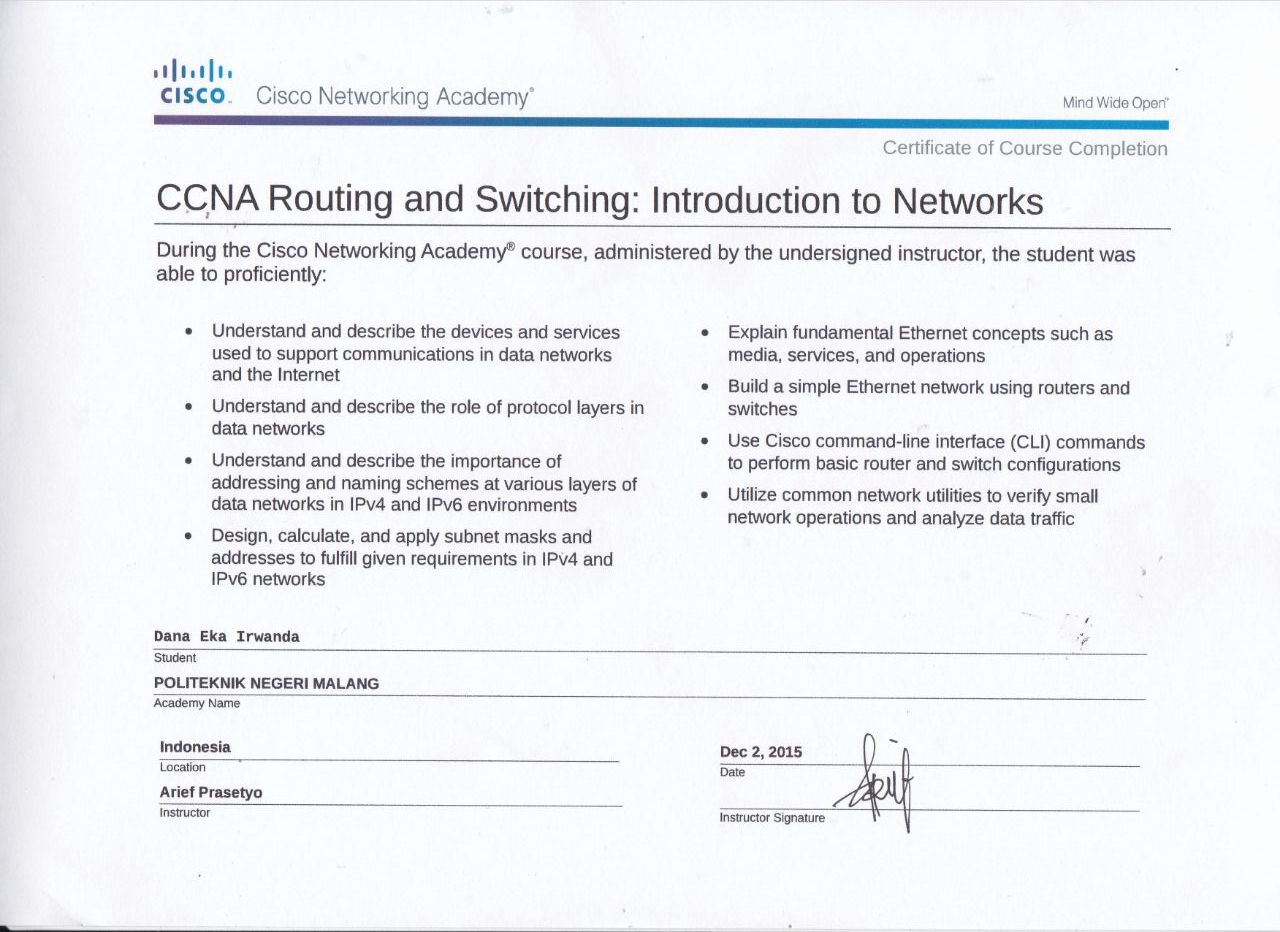 CISCO™ Cisco Networking Academy®
Mind Wide Open™
Certificate of Course Completion
CCNA Routing and Switching: Introduction to Networks
During the Cisco Networking Academy® course, administered by the undersigned instructor, the student was
able to proficiently:
• Understand and describe the devices and services
used to support communications in data networks
and the Internet
• Understand and describe the role of protocol layers in
data networks
• Understand and describe the importance of
addressing and naming schemes at various layers of
data networks in IPv4 and IPv6 environments
• Design, calculate, and apply subnet masks and
addresses to fulfill given requirements in IPv4 and
IPv6 networks
• Explain fundamental Ethernet concepts such as
media, services, and operations
• Build a simple Ethernet network using routers and
switches
• Use Cisco command-line interface (CLI) commands
to perform basic router and switch configurations
• Utilize common network utilities to verify small
network operations and analyze data traffic
Dana Eka Irwanda
Student
POLITEKNIK NEGERI MALANG
Academy Name
Indonesia
Location
Arief Prasetyo
Instructor
Dec 2, 2015
Date
Instructor Signature